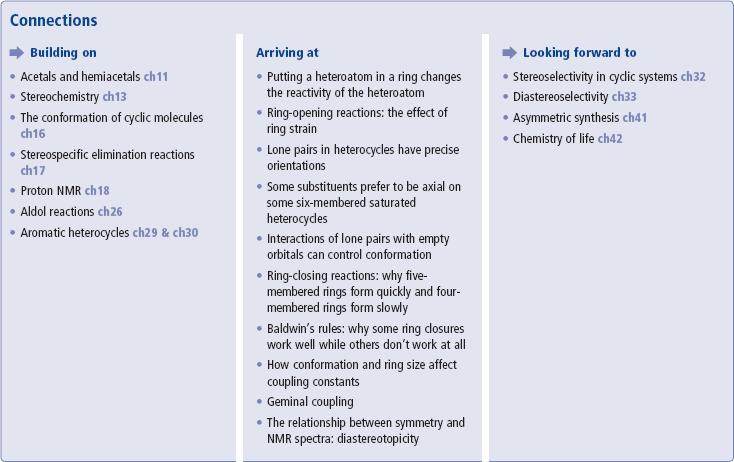 Connections
Building on
• Acetals and hemiacetals ch11
• Stereochemistry ch13
• The conformation of cyclic molecules
ch16
• Stereospecific elimination reactions
ch17
• Proton NMR ch18
• Aldol reactions ch26
• Aromatic heterocycles ch29 & ch30
Arriving at
• Putting a heteroatom in a ring changes
the reactivity of the heteroatom
• Ring-opening reactions: the effect of
ring strain
• Lone pairs in heterocycles have precise
orientations
• Some substituents prefer to be axial on
some six-membered saturated
heterocycles
• Interactions of lone pairs with empty
orbitals can control conformation
• Ring-closing reactions: why five-
membered rings form quickly and four-
membered rings form slowly
• Baldwin's rules: why some ring closures
work well while others don't work at all
• How conformation and ring size affect
coupling constants
• Geminal coupling
• The relationship between symmetry and
NMR spectra: diastereotopicity
Looking forward to
• Stereoselectivity in cyclic systems ch32
• Diastereoselectivity ch33
• Asymmetric synthesis ch41
• Chemistry of life ch42